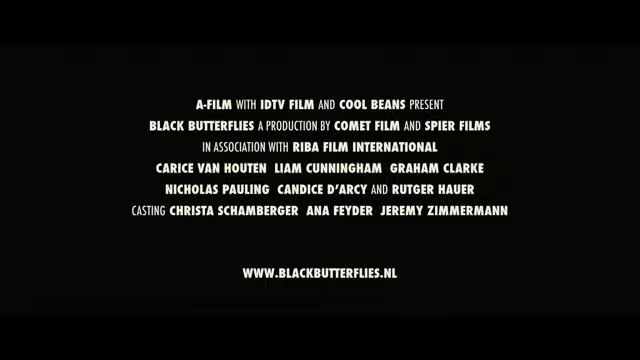 A-FILM WITH IDTV FILM AND COOL BEANS PRESENT
BLACK BUTTERFLIES A PRODUCTION BY COMET FILM AND SPIER FILMS
IN ASSOCIATION WITH RIBA FILM INTERNATIONAL
CARICE VAN HOUTEN LIAM CUNNINGHAM GRAHAM CLARKE
NICHOLAS PAULING CANDICE D'ARCY AND RUTGER HAUER
CASTING CHRISTA SCHAMBERGER ANA FEYDER JEREMY ZIMMERMANN
WWW.BLACKBUTTERFLIES.NL